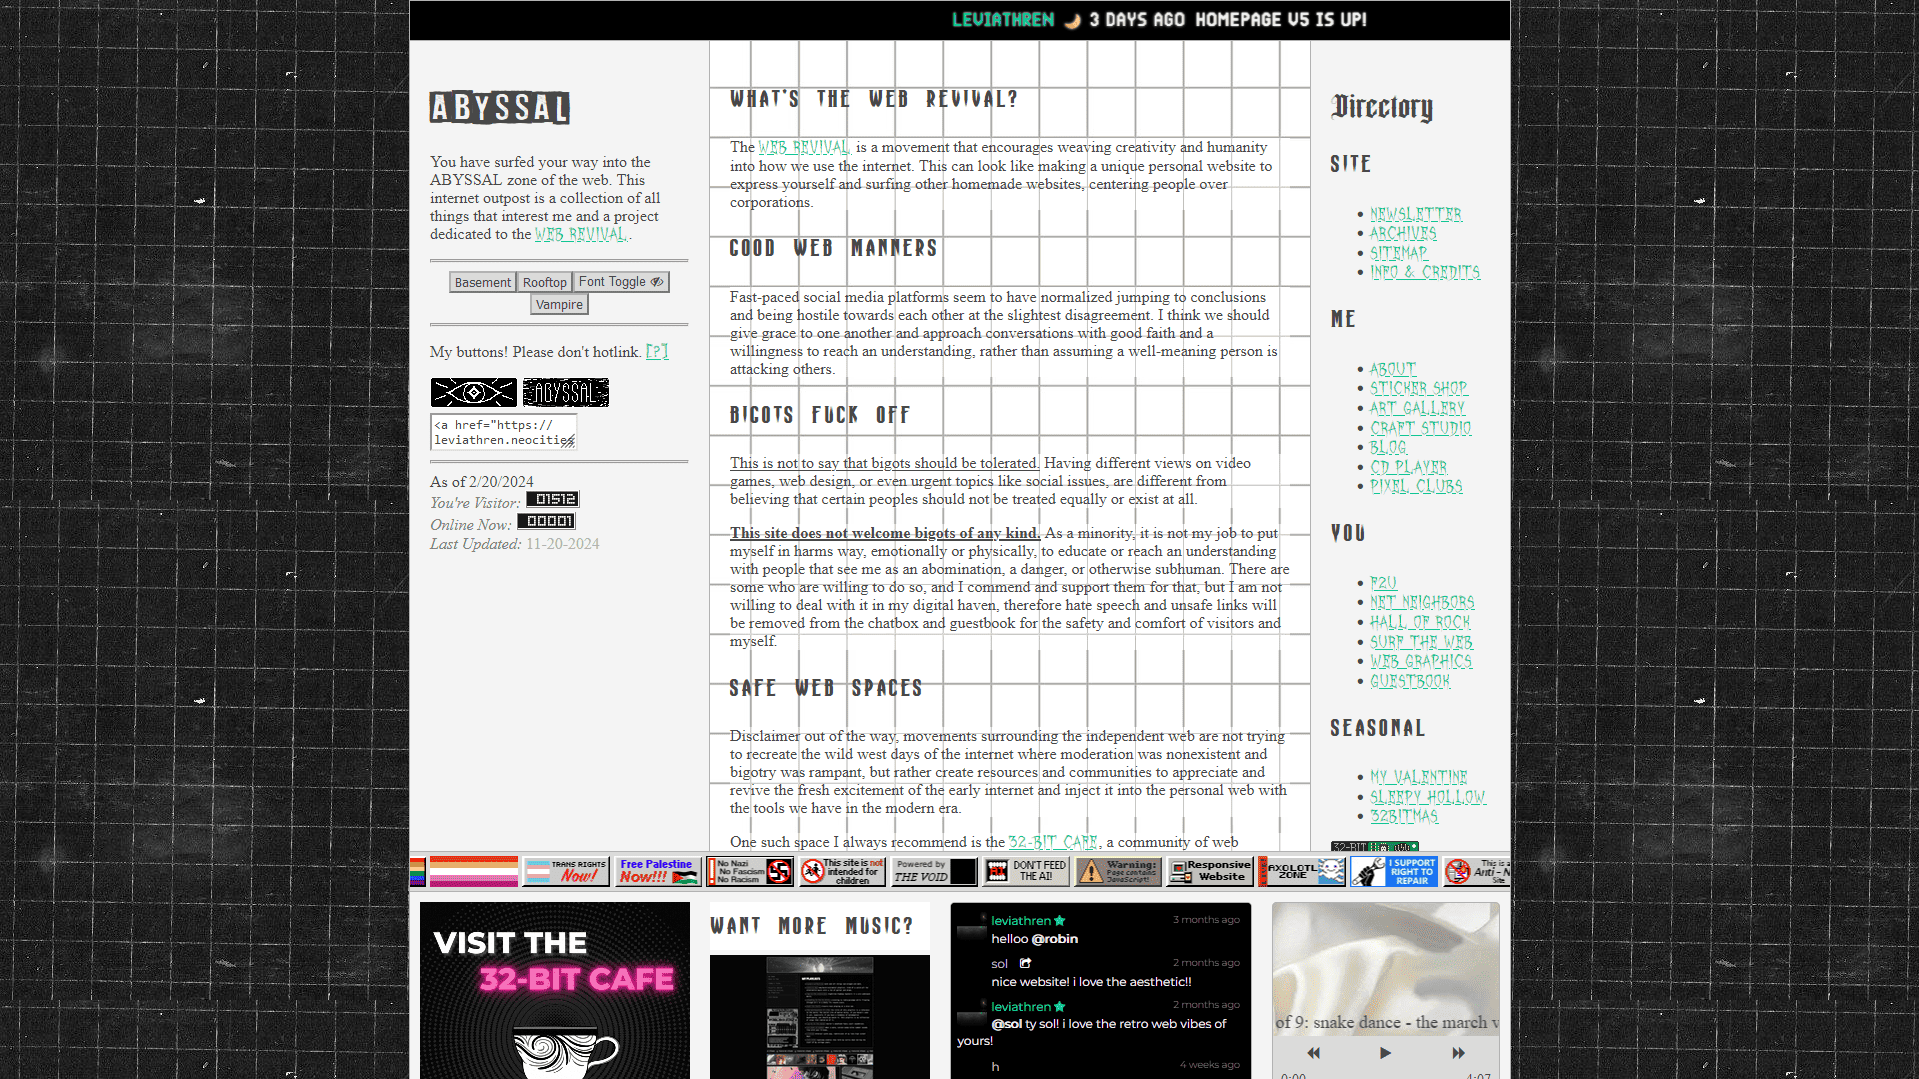 LEVIATHREN 🌙 3 DAYS AGO HOMEPAGE V5 IS UP!
ABYSSAL
You have surfed your way into the
ABYSSAL zone of the web. This
internet outpost is a collection of all
things that interest me and a project
dedicated to the WEB REVIVAL.
Basement Rooftop Font Toggle
Vampire
My buttons! Please don't hotlink. [?]
ABYSSAL
<a href="https://
leviathren.neocities
As of 2/20/2024
You're Visitor: 01512
Online Now: 00001
Last Updated: 11-20-2024
WHAT'S THE WEB REVIVAL?
The WEB REVIVAL is a movement that encourages weaving creativity and humanity
into how we use the internet. This can look like making a unique personal website to
express yourself and surfing other homemade websites, centering people over
corporations.
GOOD WEB MANNERS
Fast-paced social media platforms seem to have normalized jumping to conclusions
and being hostile towards each other at the slightest disagreement. I think we should
give grace to one another and approach conversations with good faith and a
willingness to reach an understanding, rather than assuming a well-meaning person is
attacking others.
BIGOTS FUCK OFF
This is not to say that bigots should be tolerated. Having different views on video
games, web design, or even urgent topics like social issues, are different from
believing that certain peoples should not be treated equally or exist at all.
This site does not welcome bigots of any kind. As a minority, it is not my job to put
myself in harms way, emotionally or physically, to educate or reach an understanding
with people that see me as an abomination, a danger, or otherwise subhuman. There are
some who are willing to do so, and I commend and support them for that, but I am not
willing to deal with it in my digital haven, therefore hate speech and unsafe links will
be removed from the chatbox and guestbook for the safety and comfort of visitors and
myself.
SAFE WEB SPACES
Disclaimer out of the way, movements surrounding the independent web are not trying
to recreate the wild west days of the internet where moderation was nonexistent and
bigotry was rampant, but rather create resources and communities to appreciate and
revive the fresh excitement of the early internet and inject it into the personal web with
the tools we have in the modern era.
One such space I always recommend is the 32-BIT CAFE, a community of web
Directory
SITE
NEWSLETTER
ARCHIVES
SITEMAP
INFO & CREDITS
ME
ABOUT
STICKER SHOP
ART GALLERY
CRAFT STUDIO
BLOG
CD PLAYER
PIXEL CLUBS
YOU
F2U
NET NEIGHBORS
HALL OF ROCK
SURF THE WEB
WEB GRAPHICS
GUESTBOOK
SEASONAL
MY VALENTINE
SLEEPY HOLLOW
32BITMAS
32-BIT
TRANS RIGHTS
Now!
Free Palestine
Now!!!
No Nazi
No Fascism
No Racism
This site is not
intended for
children
Powered by
THE VOID
DON'T FEED
THE AI!
Warning:
Page contains
JavaScript!
Responsive
Website
AXOLOTL
ZONE
I SUPPORT
RIGHT TO
REPAIR
This is a
Anti - N
Site
VISIT THE
32-BIT CAFE
WANT MORE MUSIC?
leviathren 3 months ago
helloo @robin
sol 2 months ago
nice website! i love the aesthetic!!
leviathren 2 months ago
@sol ty sol! i love the retro web vibes of
yours!
h 4 weeks ago
of 9: snake dance - the march v
0:00 4:07